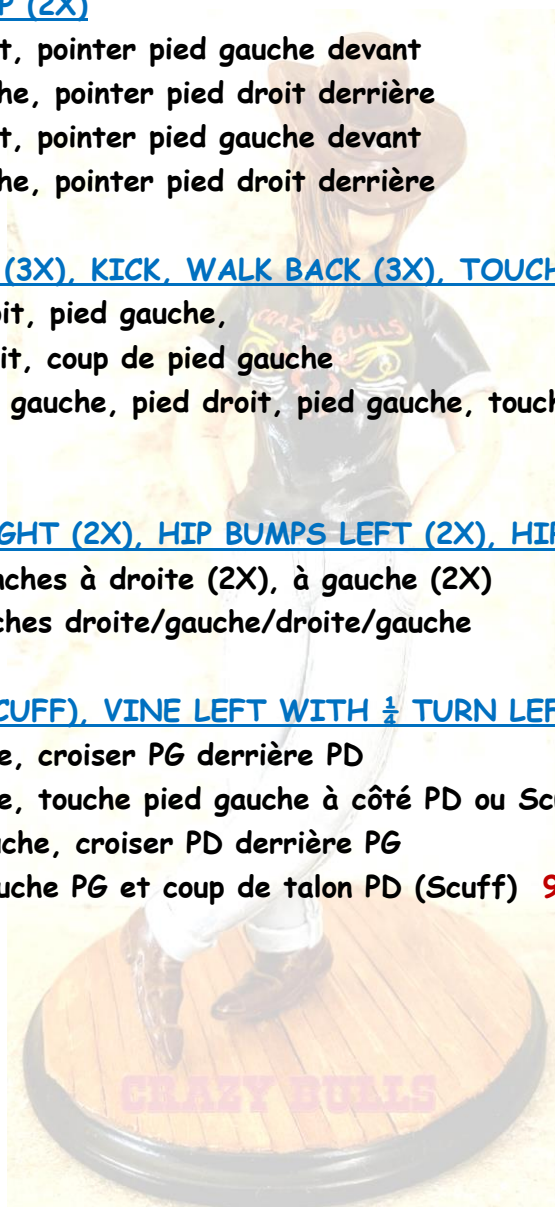 P (2X)
t, pointer pied gauche devant
he, pointer pied droit derrière
t, pointer pied gauche devant
he, pointer pied droit derrière
(3X), KICK, WALK BACK (3X), TOUCH
it, pied gauche,
it, coup de pied gauche
gauche, pied droit, pied gauche, touch
GHT (2X), HIP BUMPS LEFT (2X), HIP
nches à droite (2X), à gauche (2X)
ches droite/gauche/droite/gauche
CUFF), VINE LEFT WITH ¼ TURN LEF
e, croiser PG derrière PD
e, touche pied gauche à côté PD ou Scu
che, croiser PD derrière PG
uche PG et coup de talon PD (Scuff) 9
CRAZY BULLS
CRAZY BULLS